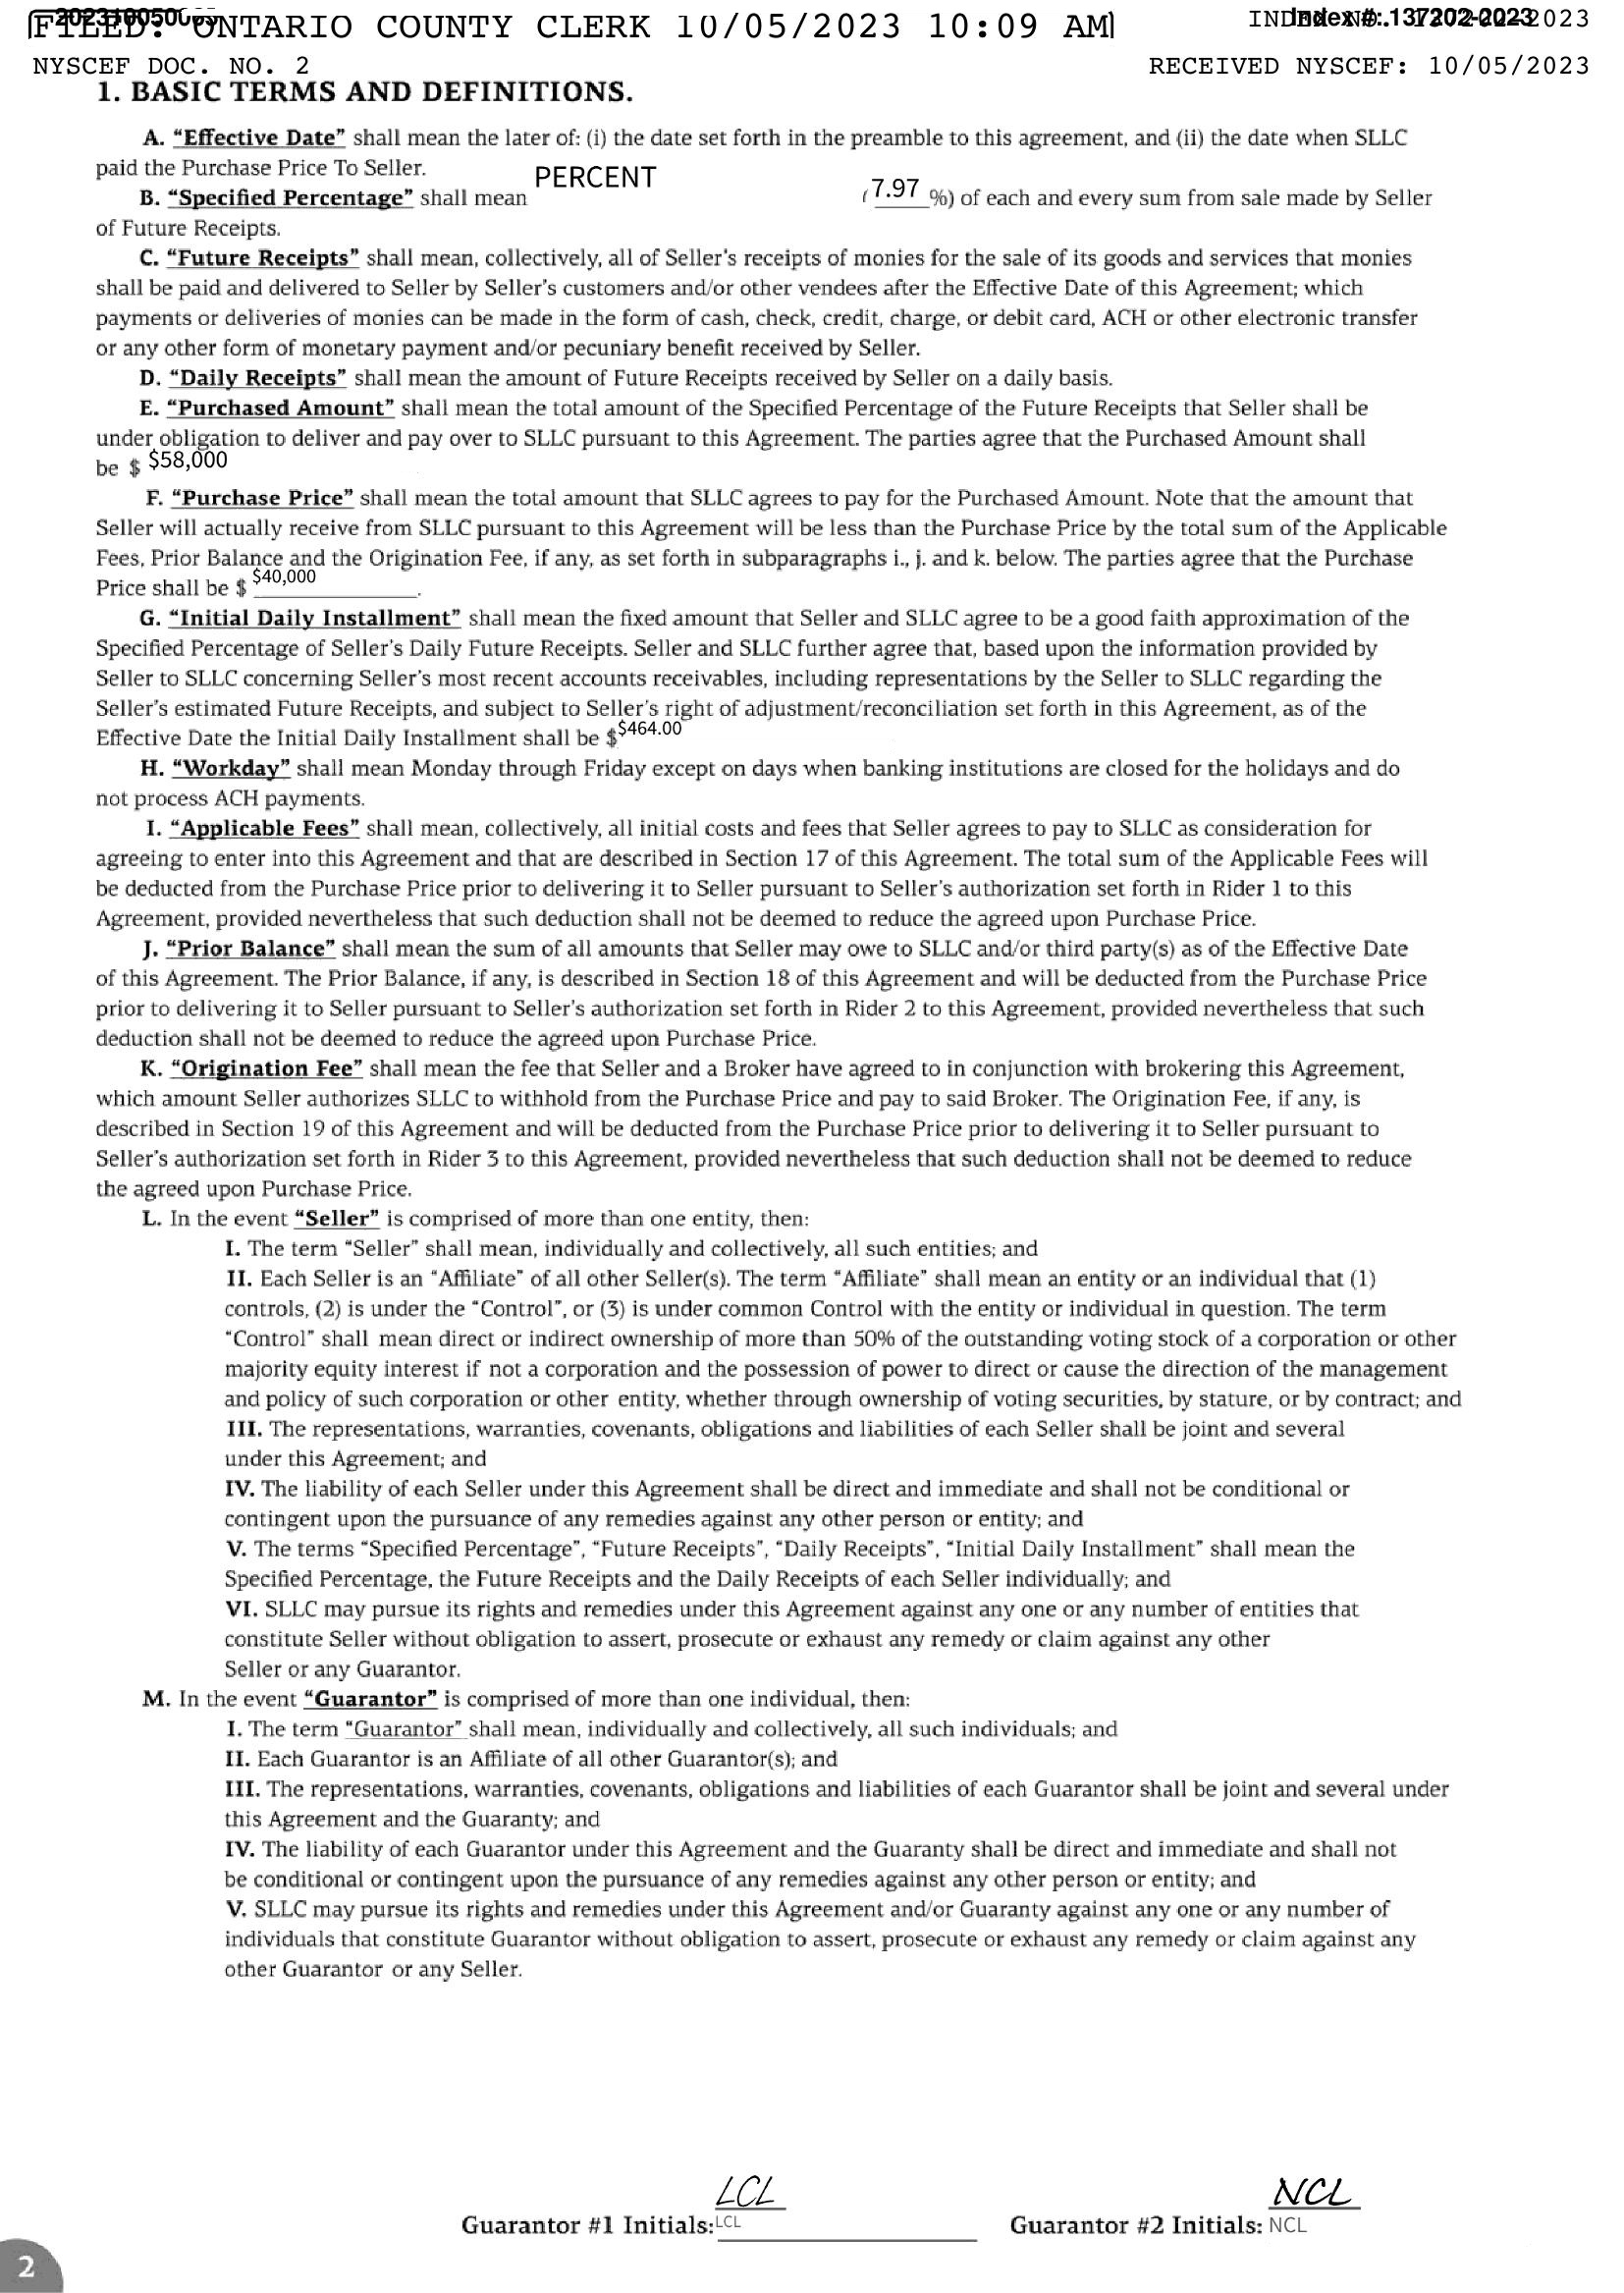 FILED: ONTARIO COUNTY CLERK 10/05/2023 10:09 AM
Index #: 137202-2023
NYSCEF DOC. NO. 2
RECEIVED NYSCEF: 10/05/2023
1. BASIC TERMS AND DEFINITIONS.
A. “Effective Date” shall mean the later of: (i) the date set forth in the preamble to this agreement, and (ii) the date when SLLC
paid the Purchase Price To Seller.
B. “Specified Percentage” shall mean PERCENT (7.97 %) of each and every sum from sale made by Seller
of Future Receipts.
C. “Future Receipts” shall mean, collectively, all of Seller’s receipts of monies for the sale of its goods and services that monies
shall be paid and delivered to Seller by Seller’s customers and/or other vendees after the Effective Date of this Agreement; which
payments or deliveries of monies can be made in the form of cash, check, credit, charge, or debit card, ACH or other electronic transfer
or any other form of monetary payment and/or pecuniary benefit received by Seller.
D. “Daily Receipts” shall mean the amount of Future Receipts received by Seller on a daily basis.
E. “Purchased Amount” shall mean the total amount of the Specified Percentage of the Future Receipts that Seller shall be
under obligation to deliver and pay over to SLLC pursuant to this Agreement. The parties agree that the Purchased Amount shall
be $ $58,000
F. “Purchase Price” shall mean the total amount that SLLC agrees to pay for the Purchased Amount. Note that the amount that
Seller will actually receive from SLLC pursuant to this Agreement will be less than the Purchase Price by the total sum of the Applicable
Fees, Prior Balance and the Origination Fee, if any, as set forth in subparagraphs i., j. and k. below. The parties agree that the Purchase
Price shall be $ $40,000.
G. “Initial Daily Installment” shall mean the fixed amount that Seller and SLLC agree to be a good faith approximation of the
Specified Percentage of Seller’s Daily Future Receipts. Seller and SLLC further agree that, based upon the information provided by
Seller to SLLC concerning Seller’s most recent accounts receivables, including representations by the Seller to SLLC regarding the
Seller’s estimated Future Receipts, and subject to Seller’s right of adjustment/reconciliation set forth in this Agreement, as of the
Effective Date the Initial Daily Installment shall be $$464.00
H. “Workday” shall mean Monday through Friday except on days when banking institutions are closed for the holidays and do
not process ACH payments.
I. “Applicable Fees” shall mean, collectively, all initial costs and fees that Seller agrees to pay to SLLC as consideration for
agreeing to enter into this Agreement and that are described in Section 17 of this Agreement. The total sum of the Applicable Fees will
be deducted from the Purchase Price prior to delivering it to Seller pursuant to Seller’s authorization set forth in Rider 1 to this
Agreement, provided nevertheless that such deduction shall not be deemed to reduce the agreed upon Purchase Price.
J. “Prior Balance” shall mean the sum of all amounts that Seller may owe to SLLC and/or third party(s) as of the Effective Date
of this Agreement. The Prior Balance, if any, is described in Section 18 of this Agreement and will be deducted from the Purchase Price
prior to delivering it to Seller pursuant to Seller’s authorization set forth in Rider 2 to this Agreement, provided nevertheless that such
deduction shall not be deemed to reduce the agreed upon Purchase Price.
K. “Origination Fee” shall mean the fee that Seller and a Broker have agreed to in conjunction with brokering this Agreement,
which amount Seller authorizes SLLC to withhold from the Purchase Price and pay to said Broker. The Origination Fee, if any, is
described in Section 19 of this Agreement and will be deducted from the Purchase Price prior to delivering it to Seller pursuant to
Seller’s authorization set forth in Rider 3 to this Agreement, provided nevertheless that such deduction shall not be deemed to reduce
the agreed upon Purchase Price.
L. In the event “Seller” is comprised of more than one entity, then:
I. The term “Seller” shall mean, individually and collectively, all such entities; and
II. Each Seller is an “Affiliate” of all other Seller(s). The term “Affiliate” shall mean an entity or an individual that (1)
controls, (2) is under the “Control”, or (3) is under common Control with the entity or individual in question. The term
“Control” shall mean direct or indirect ownership of more than 50% of the outstanding voting stock of a corporation or other
majority equity interest if not a corporation and the possession of power to direct or cause the direction of the management
and policy of such corporation or other entity, whether through ownership of voting securities, by stature, or by contract; and
III. The representations, warranties, covenants, obligations and liabilities of each Seller shall be joint and several
under this Agreement; and
IV. The liability of each Seller under this Agreement shall be direct and immediate and shall not be conditional or
contingent upon the pursuance of any remedies against any other person or entity; and
V. The terms “Specified Percentage”, “Future Receipts”, “Daily Receipts”, “Initial Daily Installment” shall mean the
Specified Percentage, the Future Receipts and the Daily Receipts of each Seller individually; and
VI. SLLC may pursue its rights and remedies under this Agreement against any one or any number of entities that
constitute Seller without obligation to assert, prosecute or exhaust any remedy or claim against any other
Seller or any Guarantor.
M. In the event “Guarantor” is comprised of more than one individual, then:
I. The term “Guarantor” shall mean, individually and collectively, all such individuals; and
II. Each Guarantor is an Affiliate of all other Guarantor(s); and
III. The representations, warranties, covenants, obligations and liabilities of each Guarantor shall be joint and several under
this Agreement and the Guaranty; and
IV. The liability of each Guarantor under this Agreement and the Guaranty shall be direct and immediate and shall not
be conditional or contingent upon the pursuance of any remedies against any other person or entity; and
V. SLLC may pursue its rights and remedies under this Agreement and/or Guaranty against any one or any number of
individuals that constitute Guarantor without obligation to assert, prosecute or exhaust any remedy or claim against any
other Guarantor or any Seller.
LCL NCL
Guarantor #1 Initials: LCL Guarantor #2 Initials: NCL
2